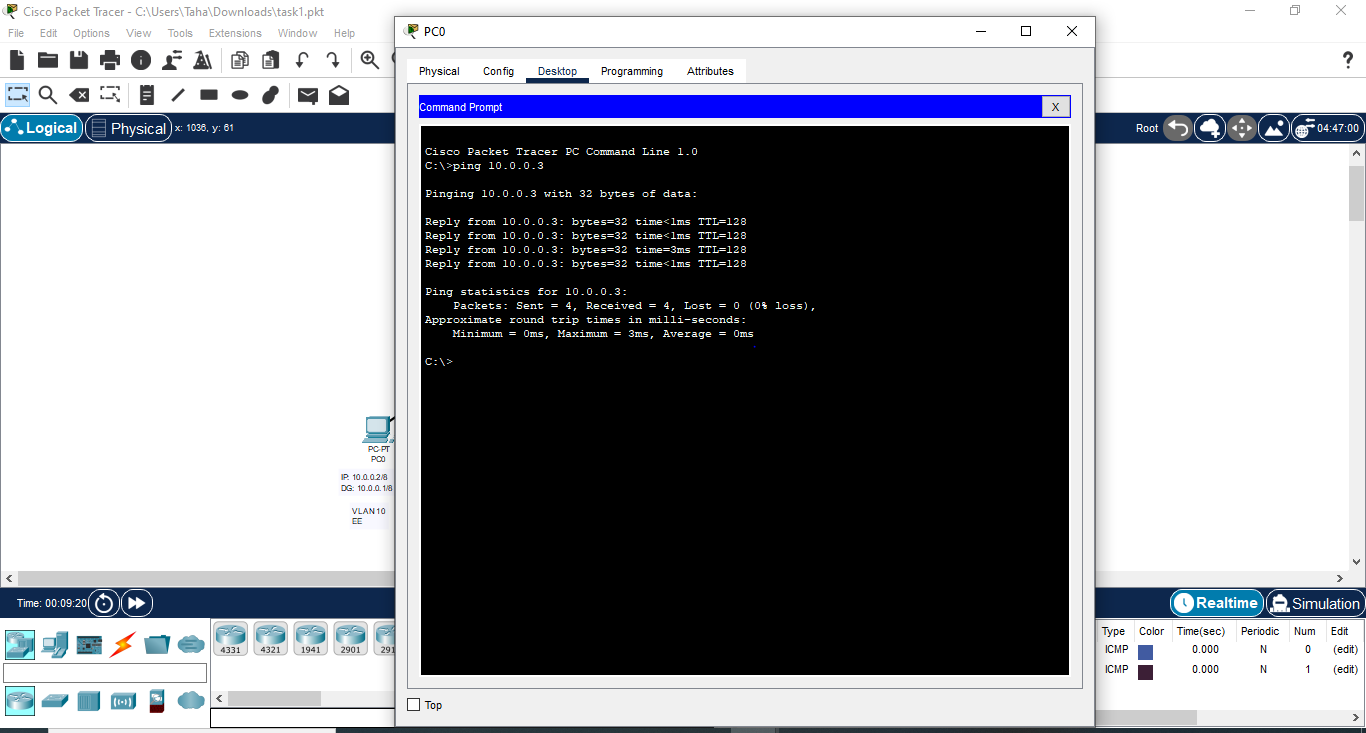 Cisco Packet Tracer - C:\Users\Taha\Downloads\task1.pkt
File Edit Options View Tools Extensions Window Help
Logical
Physical
x: 1036, y: 61
Root
04:47:00
PC0
Physical Config Desktop Programming Attributes
Command Prompt
X
Cisco Packet Tracer PC Command Line 1.0
C:\>ping 10.0.0.3
Pinging 10.0.0.3 with 32 bytes of data:
Reply from 10.0.0.3: bytes=32 time<1ms TTL=128
Reply from 10.0.0.3: bytes=32 time<1ms TTL=128
Reply from 10.0.0.3: bytes=32 time=3ms TTL=128
Reply from 10.0.0.3: bytes=32 time<1ms TTL=128
Ping statistics for 10.0.0.3:
Packets: Sent = 4, Received = 4, Lost = 0 (0% loss),
Approximate round trip times in milli-seconds:
Minimum = 0ms, Maximum = 3ms, Average = 0ms
C:\>
Top
PC-PT
PC0
IP: 10.0.0.2/8
DG: 10.0.0.1/8
VLAN 10
EE
Time: 00:09:20
Realtime
Simulation
4331 4321 1941 2901 291
Type Color Time(sec) Periodic Num Edit
ICMP 0.000 N 0 (edit)
ICMP 0.000 N 1 (edit)